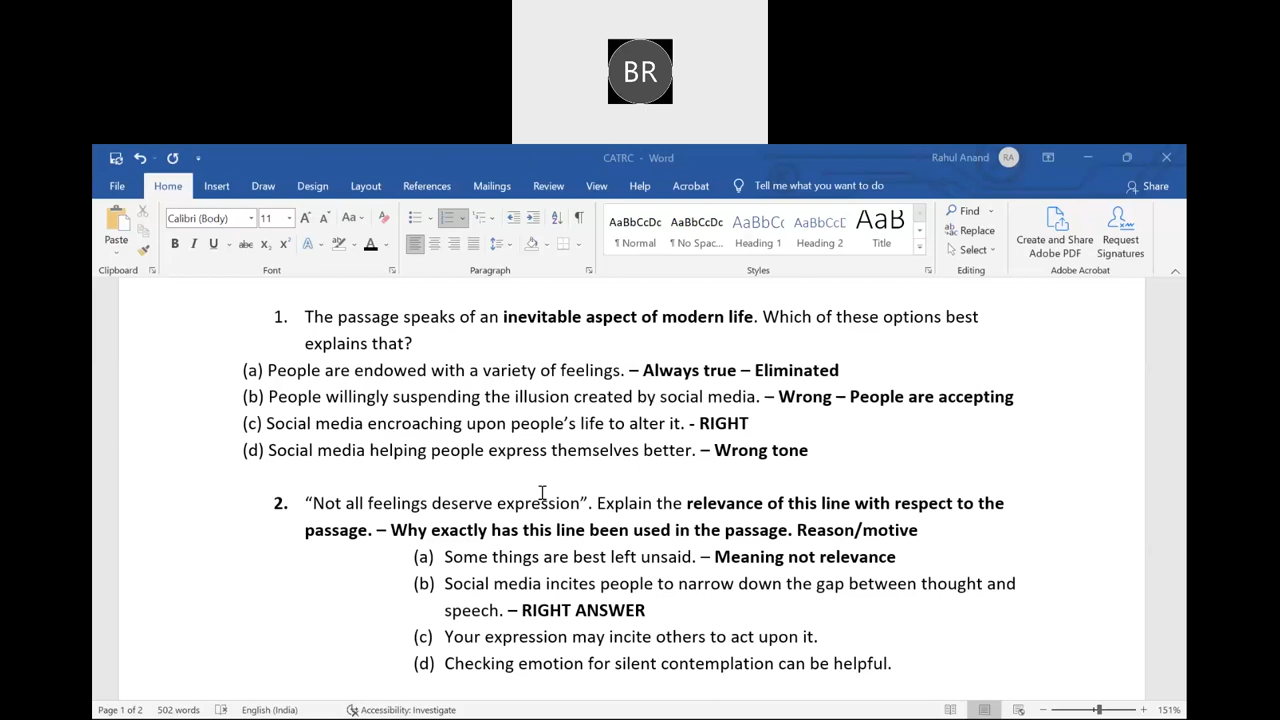 BR
CATRC - Word
Rahul Anand RA
File Home Insert Draw Design Layout References Mailings Review View Help Acrobat Tell me what you want to do Share
Paste Calibri (Body) 11 Aa
B I U abc X₂ X² A
AaBbCcDc AaBbCcDc AaBbCc AaBbCcE AaB
¶ Normal ¶ No Spac... Heading 1 Heading 2 Title
Find
Replace
Select
Create and Share Adobe PDF
Request Signatures
Clipboard Font Paragraph Styles Editing Adobe Acrobat
1. The passage speaks of an inevitable aspect of modern life. Which of these options best
explains that?
(a) People are endowed with a variety of feelings. – Always true – Eliminated
(b) People willingly suspending the illusion created by social media. – Wrong – People are accepting
(c) Social media encroaching upon people’s life to alter it. - RIGHT
(d) Social media helping people express themselves better. – Wrong tone
2. “Not all feelings deserve expression”. Explain the relevance of this line with respect to the
passage. – Why exactly has this line been used in the passage. Reason/motive
(a) Some things are best left unsaid. – Meaning not relevance
(b) Social media incites people to narrow down the gap between thought and
speech. – RIGHT ANSWER
(c) Your expression may incite others to act upon it.
(d) Checking emotion for silent contemplation can be helpful.
Page 1 of 2 502 words English (India) Accessibility: Investigate 151%